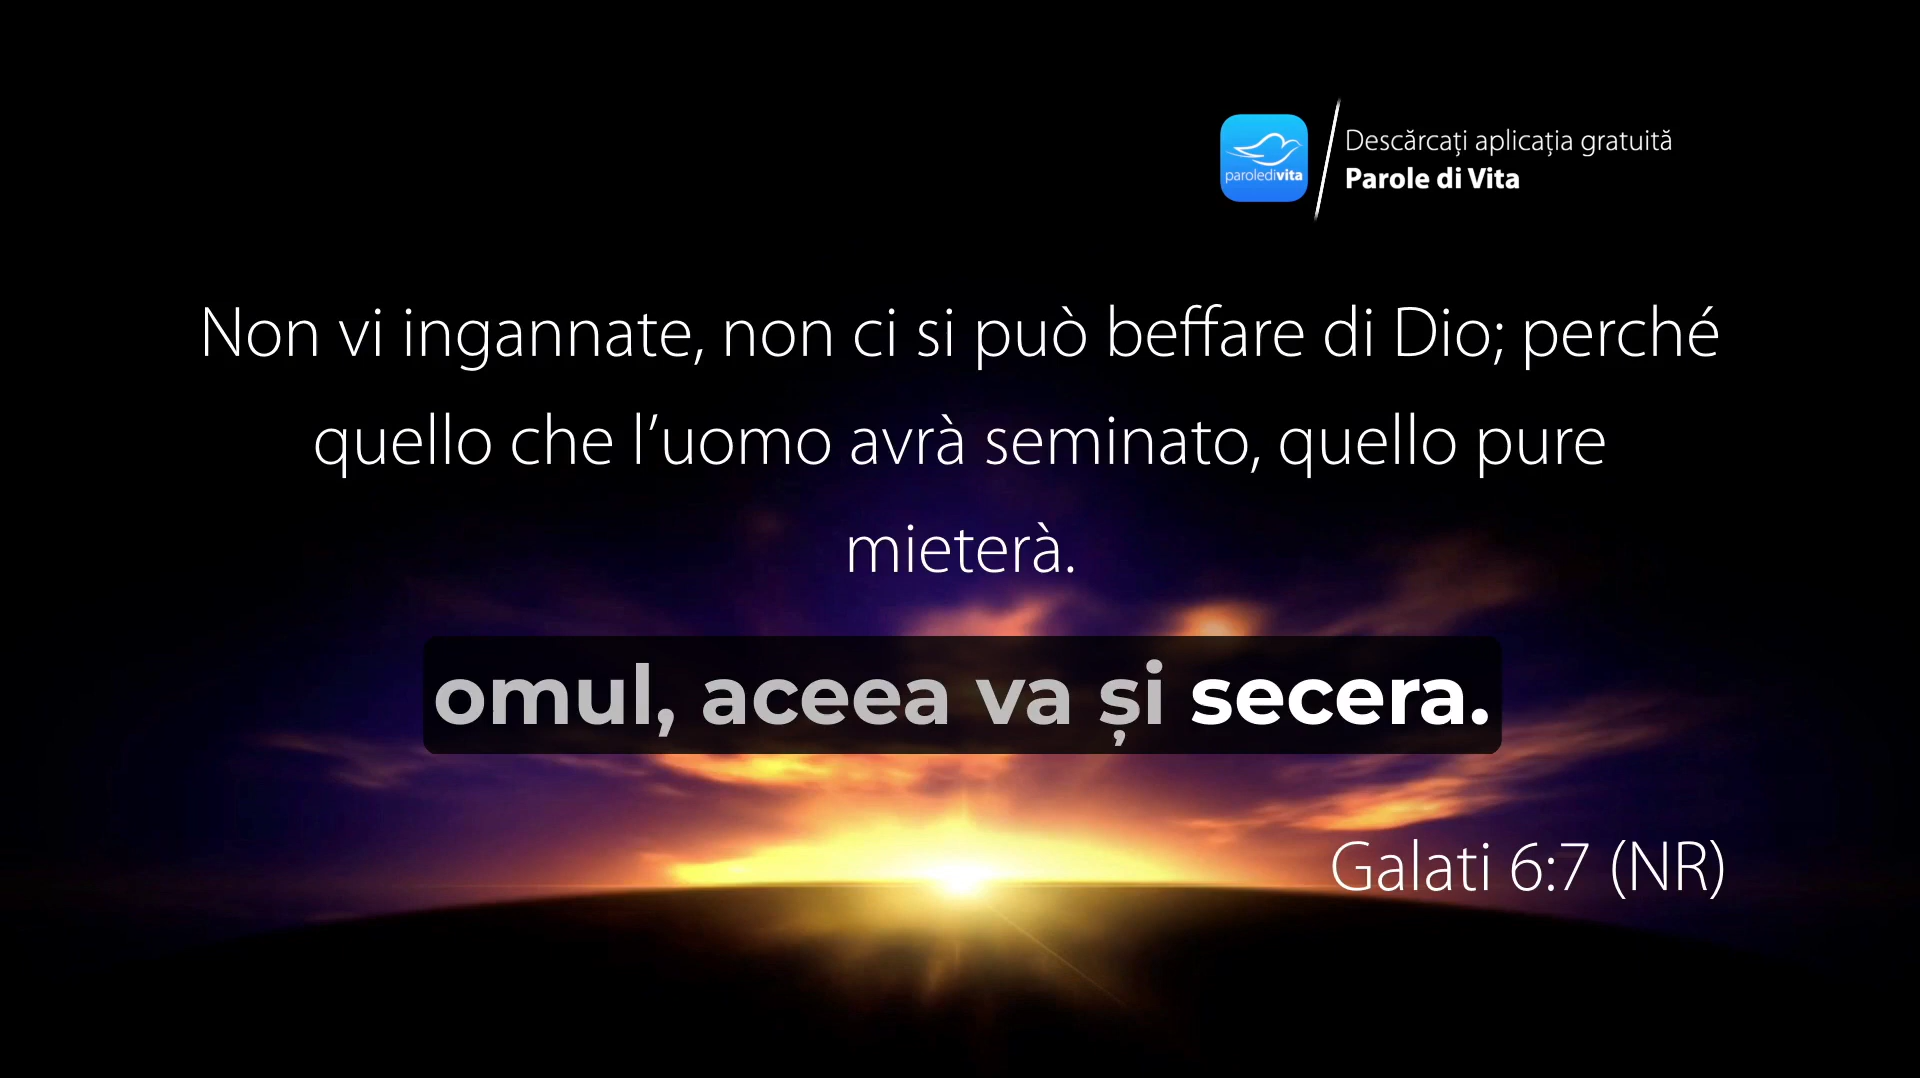 Descărcați aplicația gratuită
paroledivita
Parole di Vita
Non vi ingannate, non ci si può beffare di Dio; perché
quello che l’uomo avrà seminato, quello pure
mieterà.
omul, aceea va și secera.
Galati 6:7 (NR)